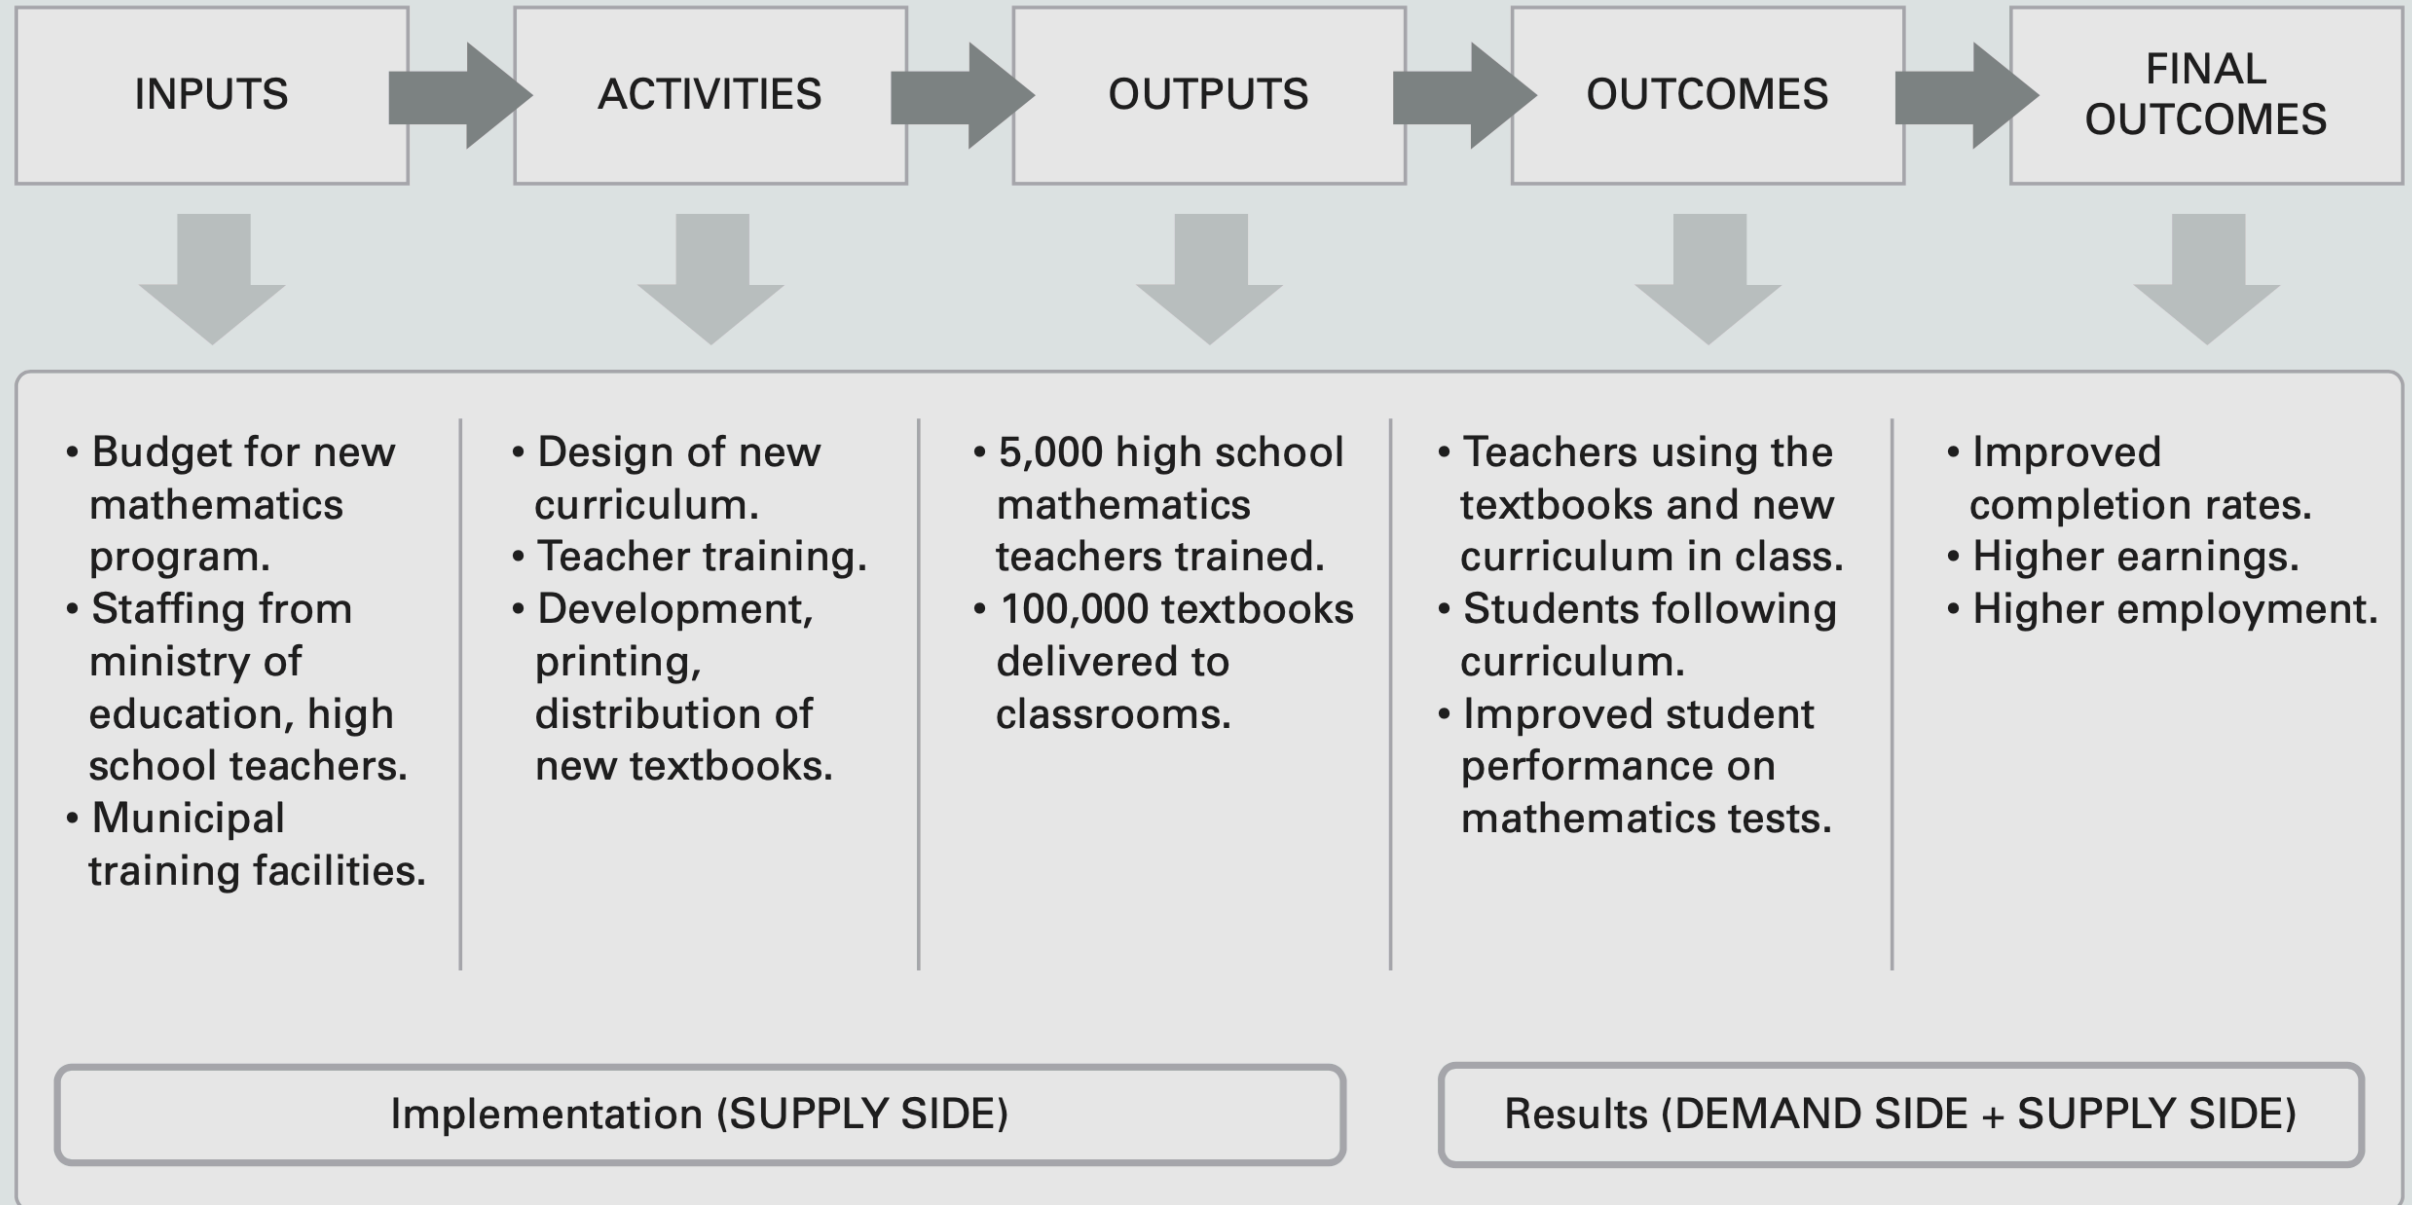 INPUTS
ACTIVITIES
OUTPUTS
OUTCOMES
FINAL
OUTCOMES
• Budget for new
mathematics
program.
• Staffing from
ministry of
education, high
school teachers.
• Municipal
training facilities.
• Design of new
curriculum.
• Teacher training.
• Development,
printing,
distribution of
new textbooks.
• 5,000 high school
mathematics
teachers trained.
• 100,000 textbooks
delivered to
classrooms.
• Teachers using the
textbooks and new
curriculum in class.
• Students following
curriculum.
• Improved student
performance on
mathematics tests.
• Improved
completion rates.
• Higher earnings.
• Higher employment.
Implementation (SUPPLY SIDE)
Results (DEMAND SIDE + SUPPLY SIDE)